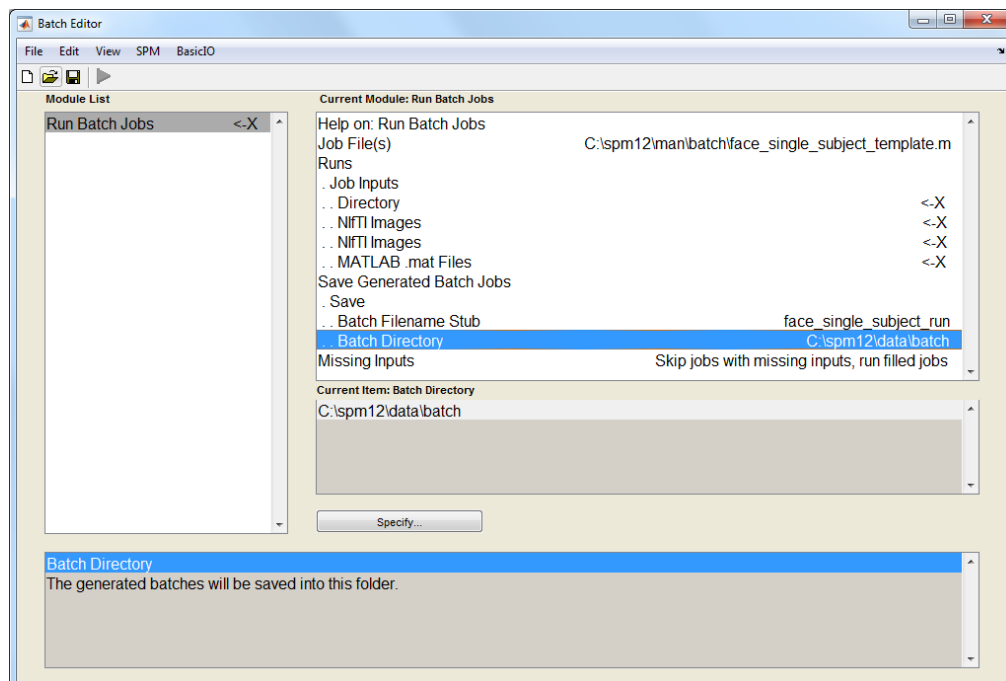 Batch Editor
File Edit View SPM BasicIO
Module List
Run Batch Jobs <-X
Current Module: Run Batch Jobs
Help on: Run Batch Jobs
Job File(s) C:\spm12\man\batch\face_single_subject_template.m
Runs
. Job Inputs
. . Directory <-X
. . NIfTI Images <-X
. . NIfTI Images <-X
. . MATLAB .mat Files <-X
Save Generated Batch Jobs
. Save
. . Batch Filename Stub face_single_subject_run
. . Batch Directory C:\spm12\data\batch
Missing Inputs Skip jobs with missing inputs, run filled jobs
Current Item: Batch Directory
C:\spm12\data\batch
Specify...
Batch Directory
The generated batches will be saved into this folder.